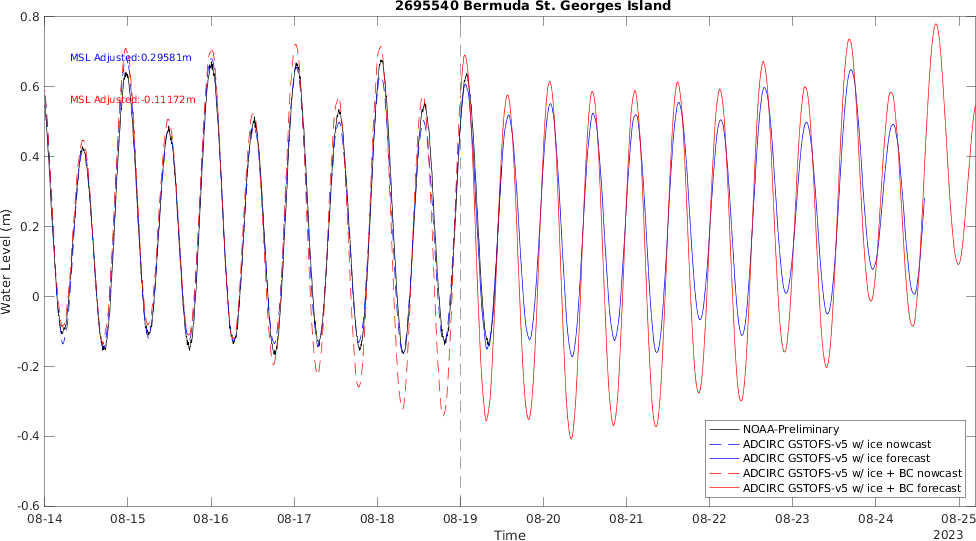 2695540 Bermuda St. Georges Island
MSL Adjusted:0.29581m
MSL Adjusted:-0.11172m
Water Level (m)
0.8
0.6
0.4
0.2
0
-0.2
-0.4
-0.6
NOAA-Preliminary
ADCIRC GSTOFS-v5 w/ ice nowcast
ADCIRC GSTOFS-v5 w/ ice forecast
ADCIRC GSTOFS-v5 w/ ice + BC nowcast
ADCIRC GSTOFS-v5 w/ ice + BC forecast
08-14 08-15 08-16 08-17 08-18 08-19 08-20 08-21 08-22 08-23 08-24 08-25
Time
2023